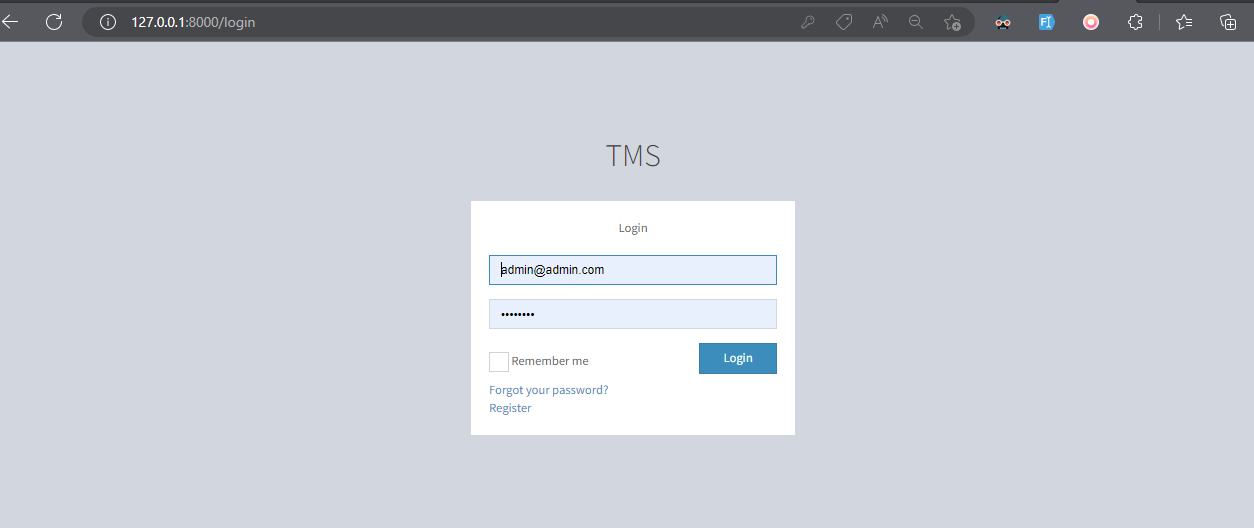 127.0.0.1:8000/login
TMS
Login
admin@admin.com
••••••••
Remember me
Login
Forgot your password?
Register